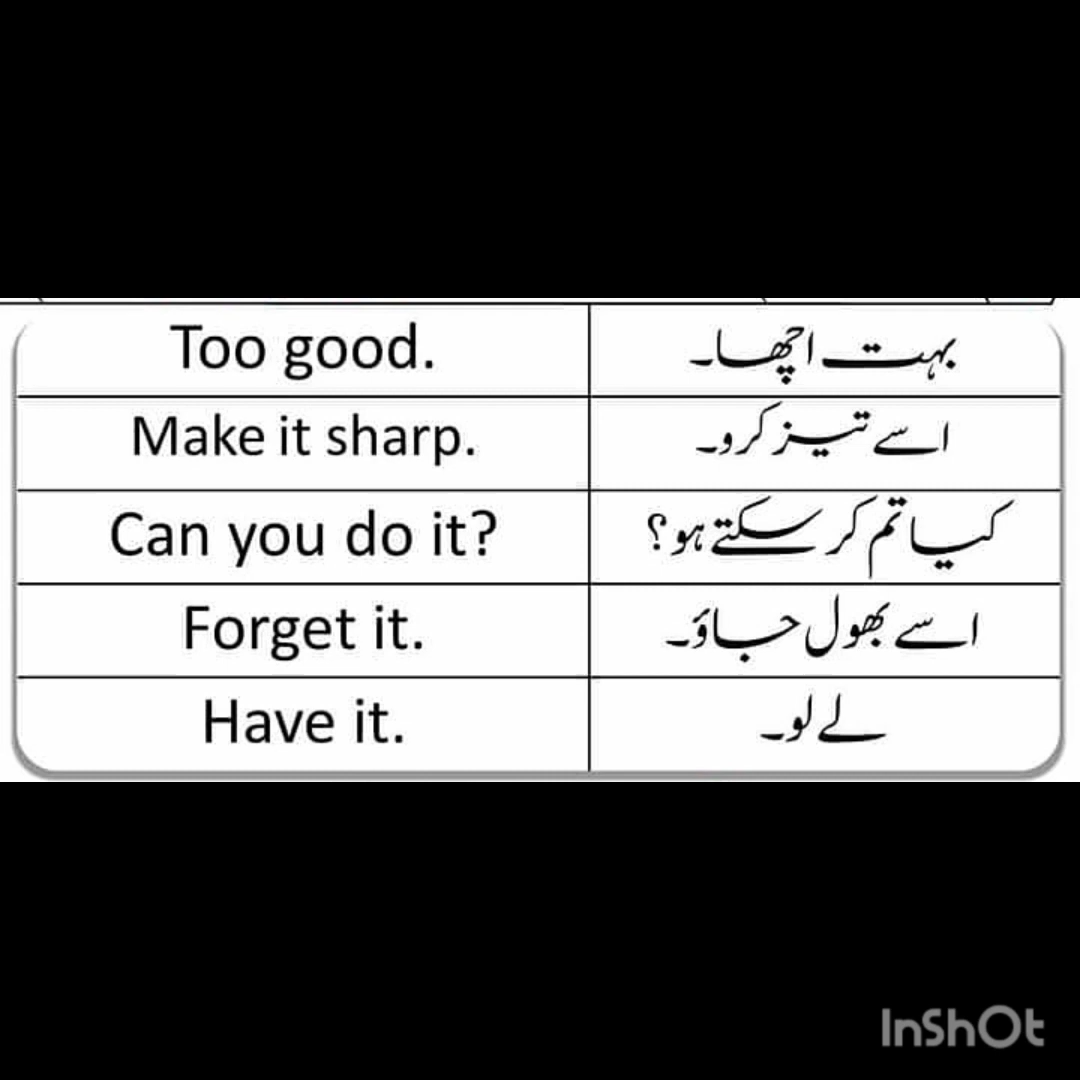 Too good. بہت اچھا۔
Make it sharp. اسے تیز کرو۔
Can you do it? کیا تم کر سکتے ہو؟
Forget it. اسے بھول جاؤ۔
Have it. لے لو۔
InShOt